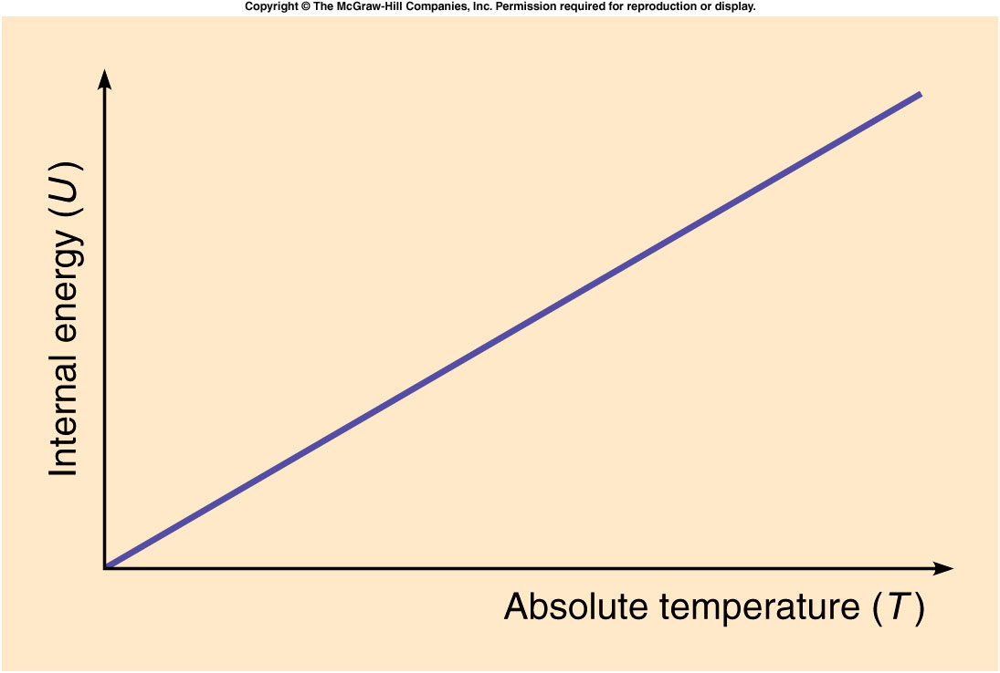 Copyright © The McGraw-Hill Companies, Inc. Permission required for reproduction or display.
Internal energy (U)
Absolute temperature (T)